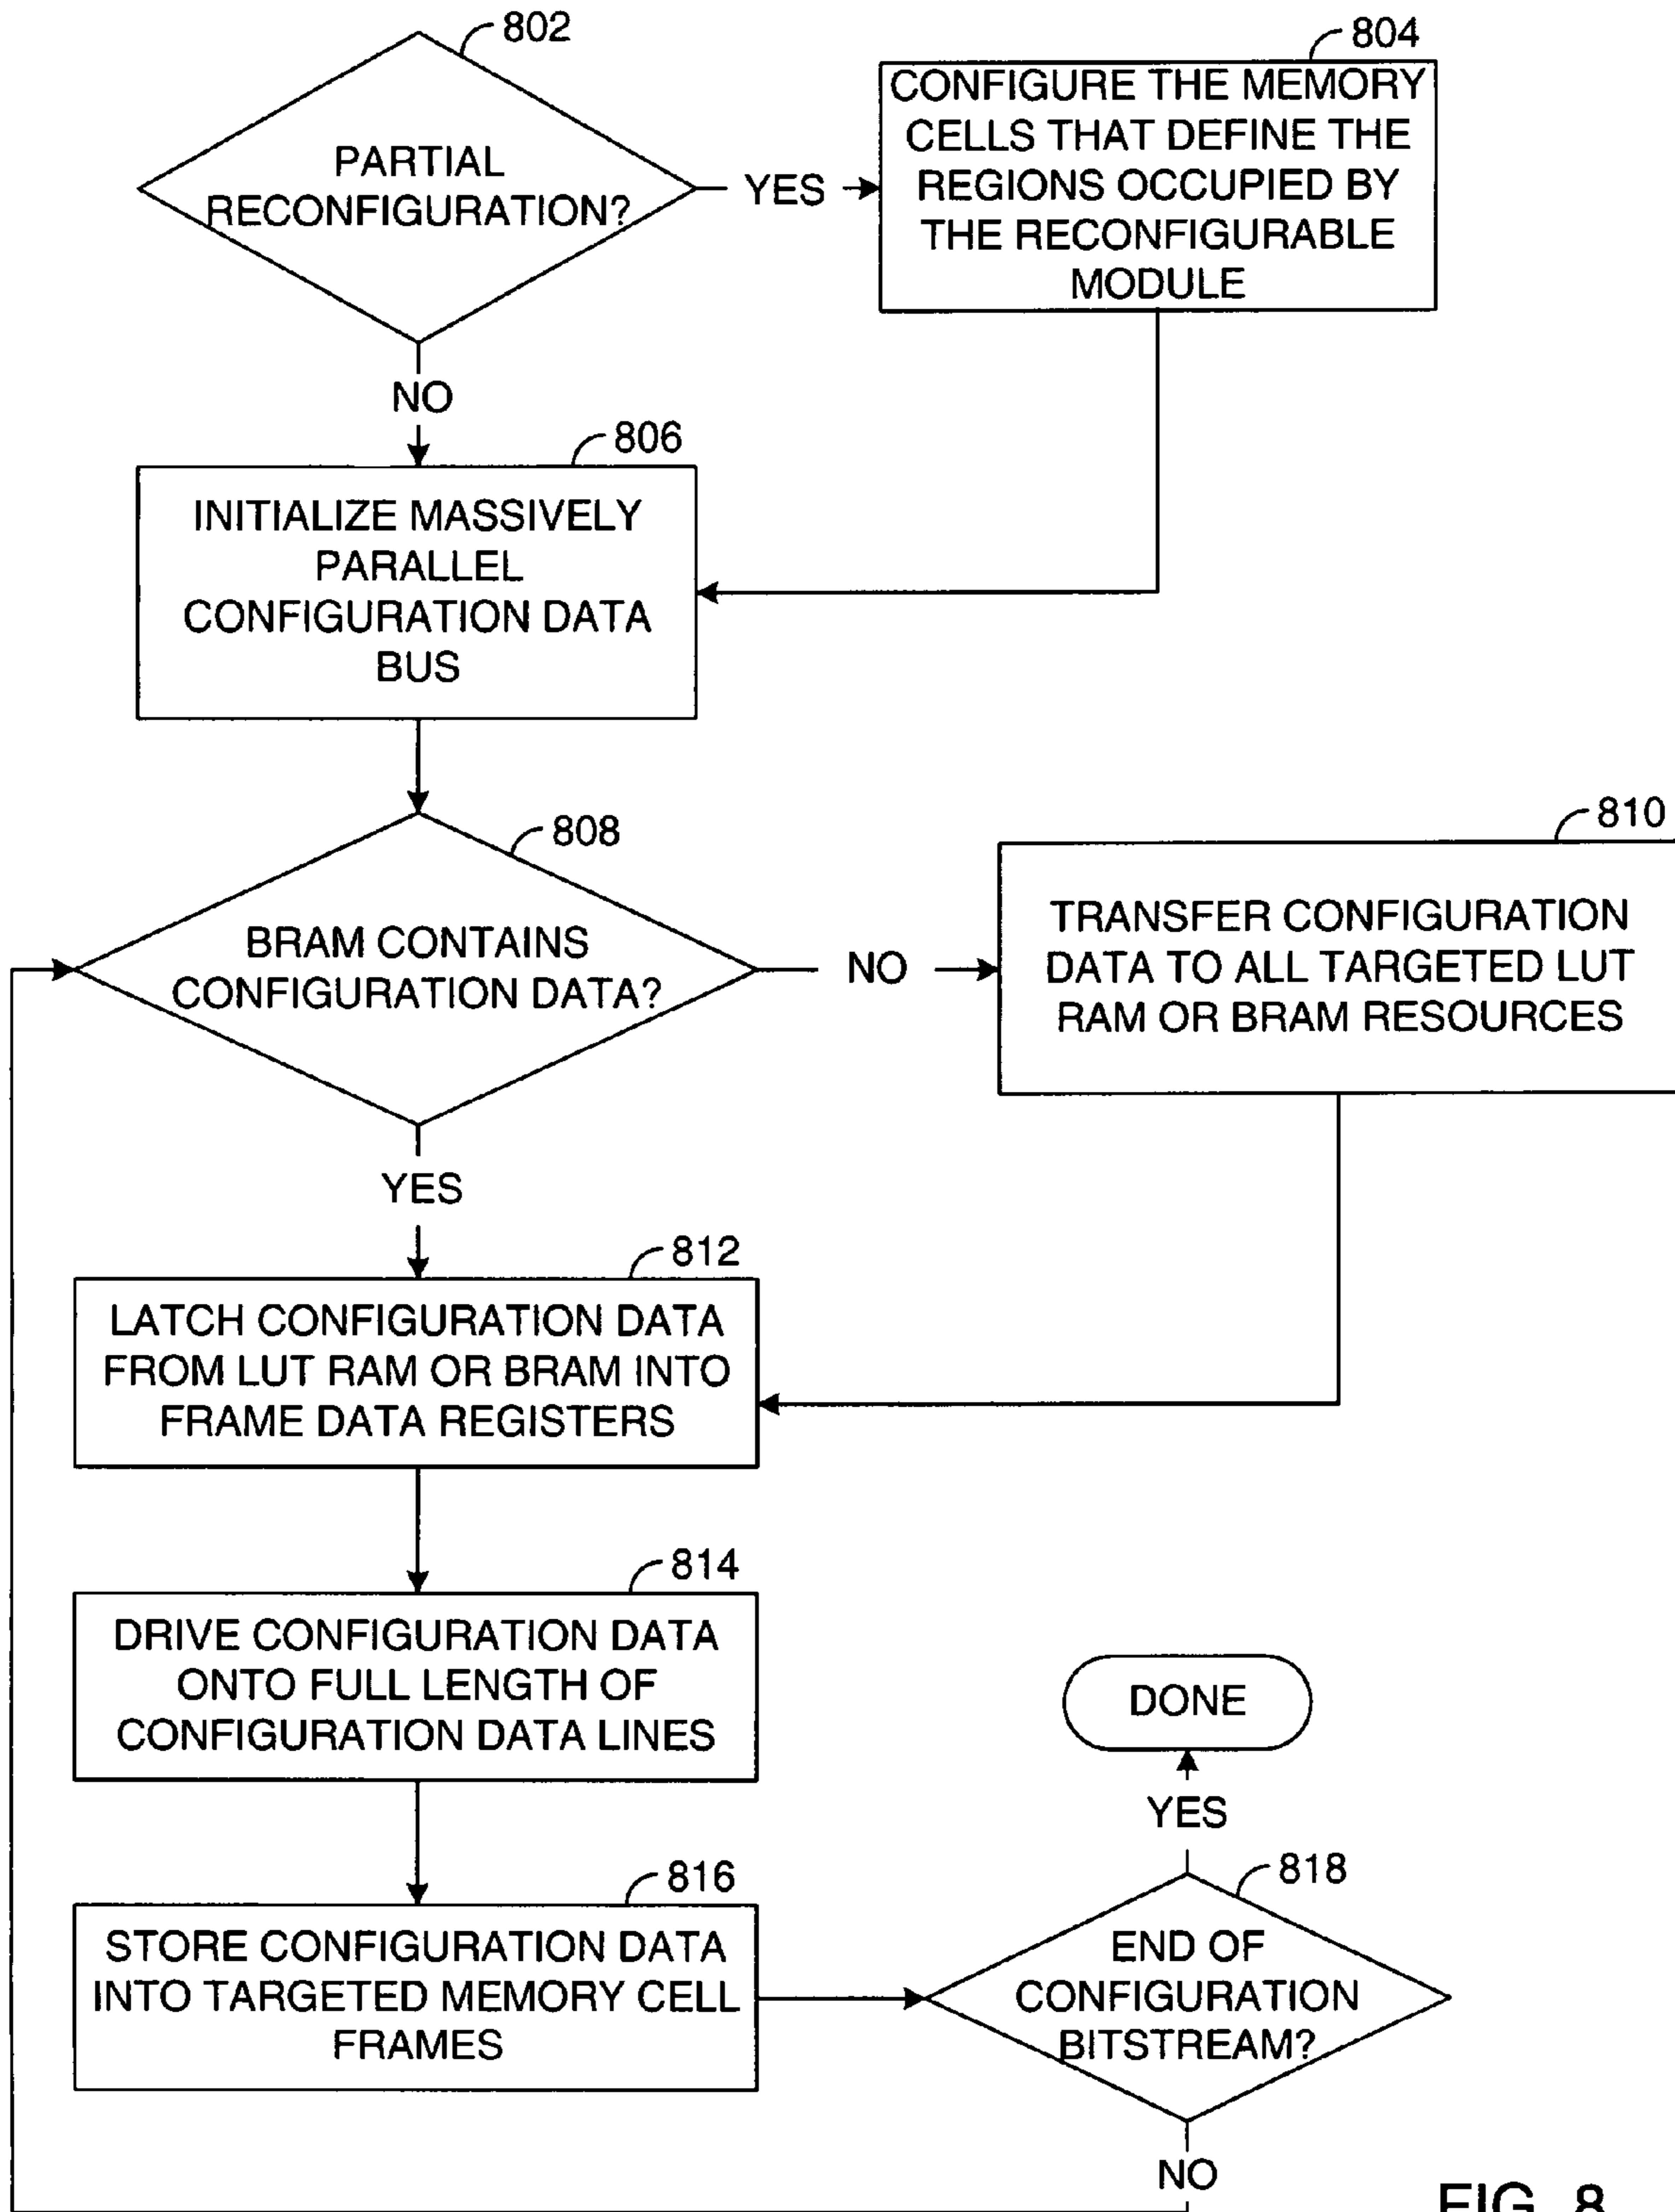 802
PARTIAL
RECONFIGURATION?
YES
804
CONFIGURE THE MEMORY
CELLS THAT DEFINE THE
REGIONS OCCUPIED BY
THE RECONFIGURABLE
MODULE
NO
806
INITIALIZE MASSIVELY
PARALLEL
CONFIGURATION DATA
BUS
808
BRAM CONTAINS
CONFIGURATION DATA?
NO
810
TRANSFER CONFIGURATION
DATA TO ALL TARGETED LUT
RAM OR BRAM RESOURCES
YES
812
LATCH CONFIGURATION DATA
FROM LUT RAM OR BRAM INTO
FRAME DATA REGISTERS
814
DRIVE CONFIGURATION DATA
ONTO FULL LENGTH OF
CONFIGURATION DATA LINES
816
STORE CONFIGURATION DATA
INTO TARGETED MEMORY CELL
FRAMES
818
END OF
CONFIGURATION
BITSTREAM?
YES
DONE
NO
FIG. 8